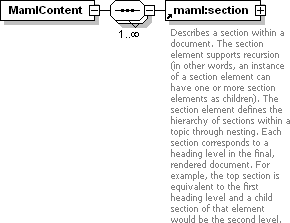 MamlContent
maml:section
1..∞
Describes a section within a
document. The section
element supports recursion
(in other words, an instance
of a section element can
have one or more section
elements as children). The
section element defines the
hierarchy of sections within a
topic through nesting. Each
section corresponds to a
heading level in the final,
rendered document. For
example, the top section is
equivalent to the first
heading level and a child
section of that element
would be the second level.